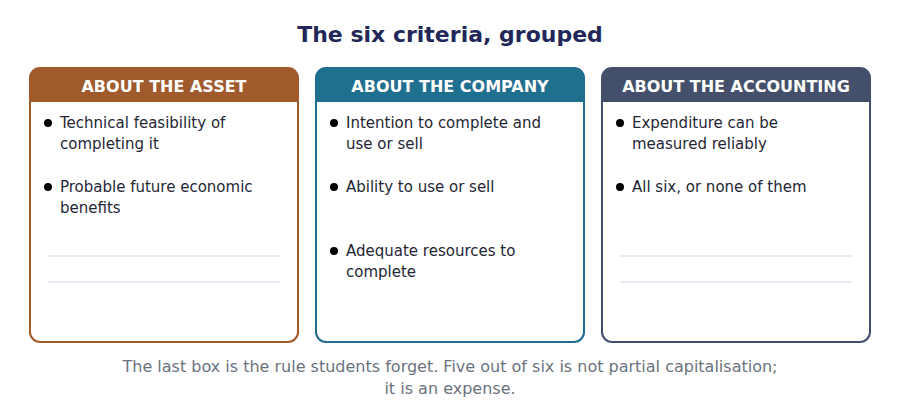 The six criteria, grouped
ABOUT THE ASSET
Technical feasibility of
completing it
Probable future economic
benefits
ABOUT THE COMPANY
Intention to complete and
use or sell
Ability to use or sell
Adequate resources to
complete
ABOUT THE ACCOUNTING
Expenditure can be
measured reliably
All six, or none of them
The last box is the rule students forget. Five out of six is not partial capitalisation;
it is an expense.